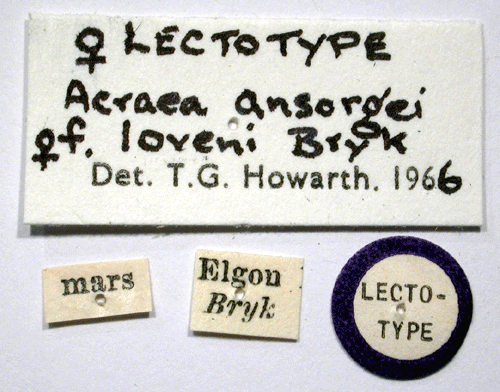 ♀ LECTOTYPE
Acraea ansorgei
♀f. loveni Bryk
Det. T.G. Howarth. 1966
mars
Elgon
Bryk
LECTO-
TYPE